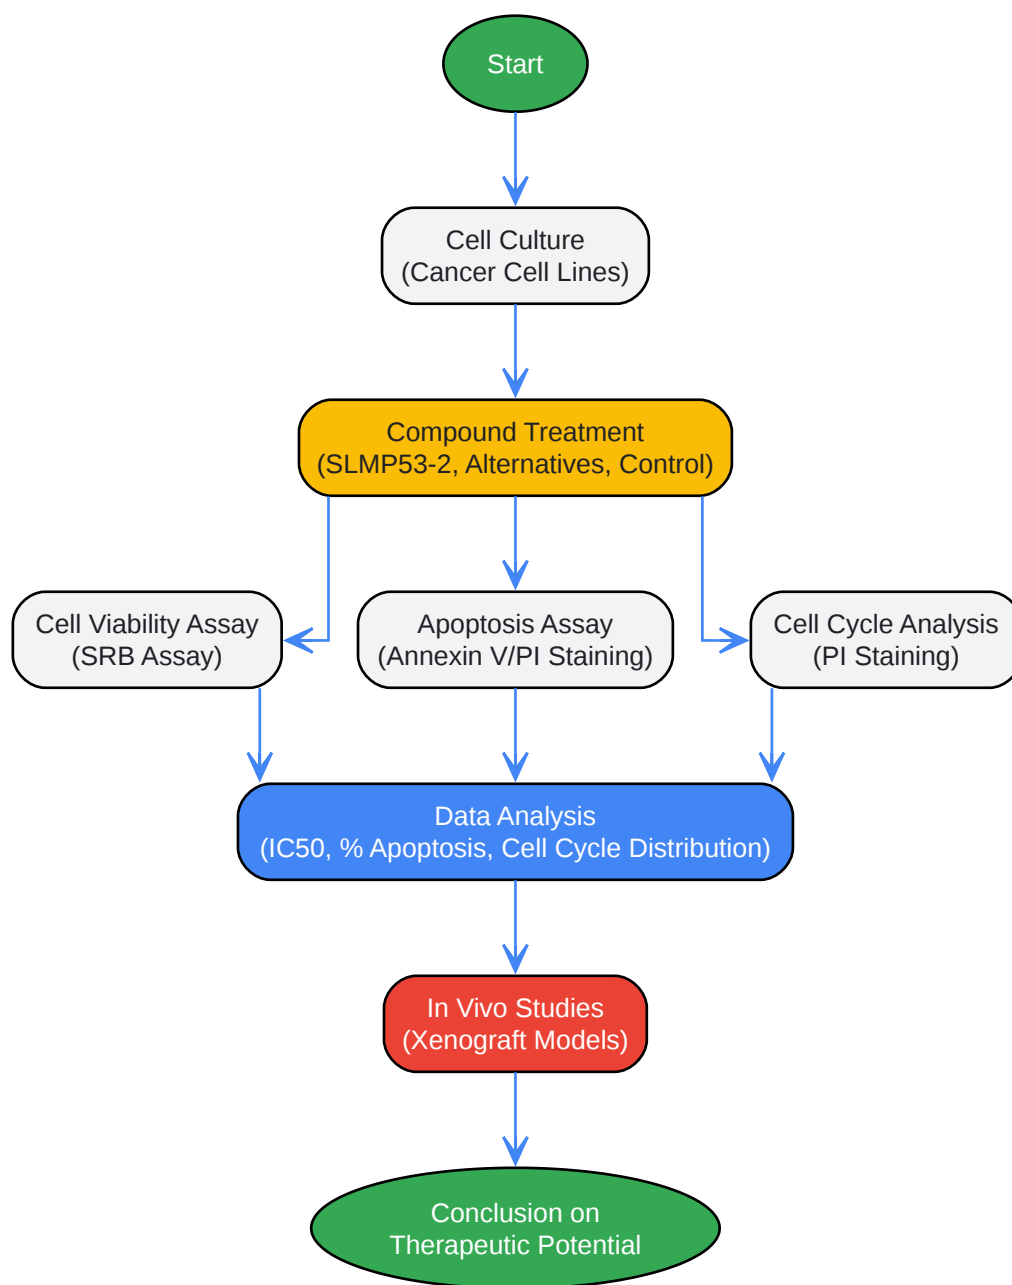 Start
Cell Culture
(Cancer Cell Lines)
Compound Treatment
(SLMP53-2, Alternatives, Control)
Cell Viability Assay
(SRB Assay)
Apoptosis Assay
(Annexin V/PI Staining)
Cell Cycle Analysis
(PI Staining)
Data Analysis
(IC50, % Apoptosis, Cell Cycle Distribution)
In Vivo Studies
(Xenograft Models)
Conclusion on
Therapeutic Potential